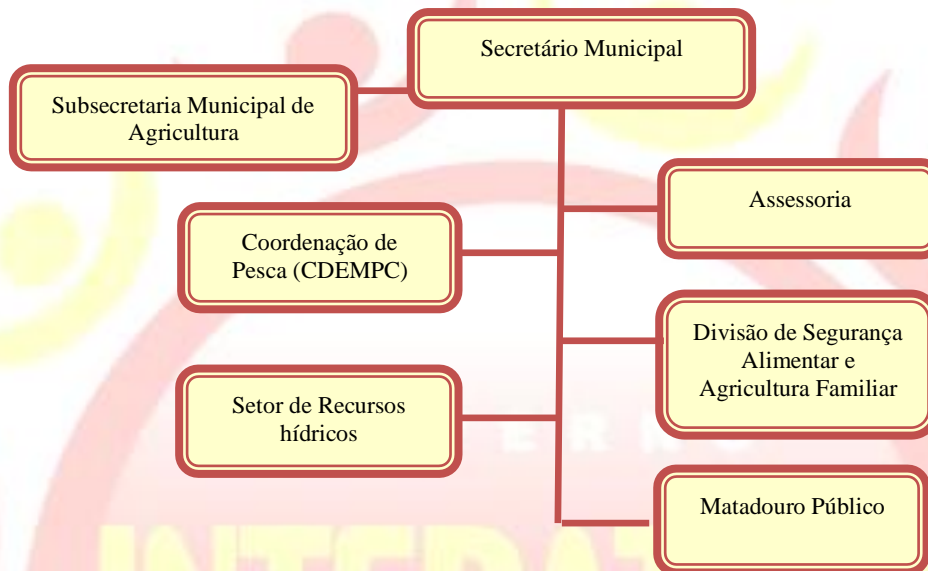 Secretário Municipal
Subsecretaria Municipal de
Agricultura
Assessoria
Coordenação de
Pesca (CDEMPC)
Divisão de Segurança
Alimentar e
Agricultura Familiar
Setor de Recursos
hídricos
Matadouro Público